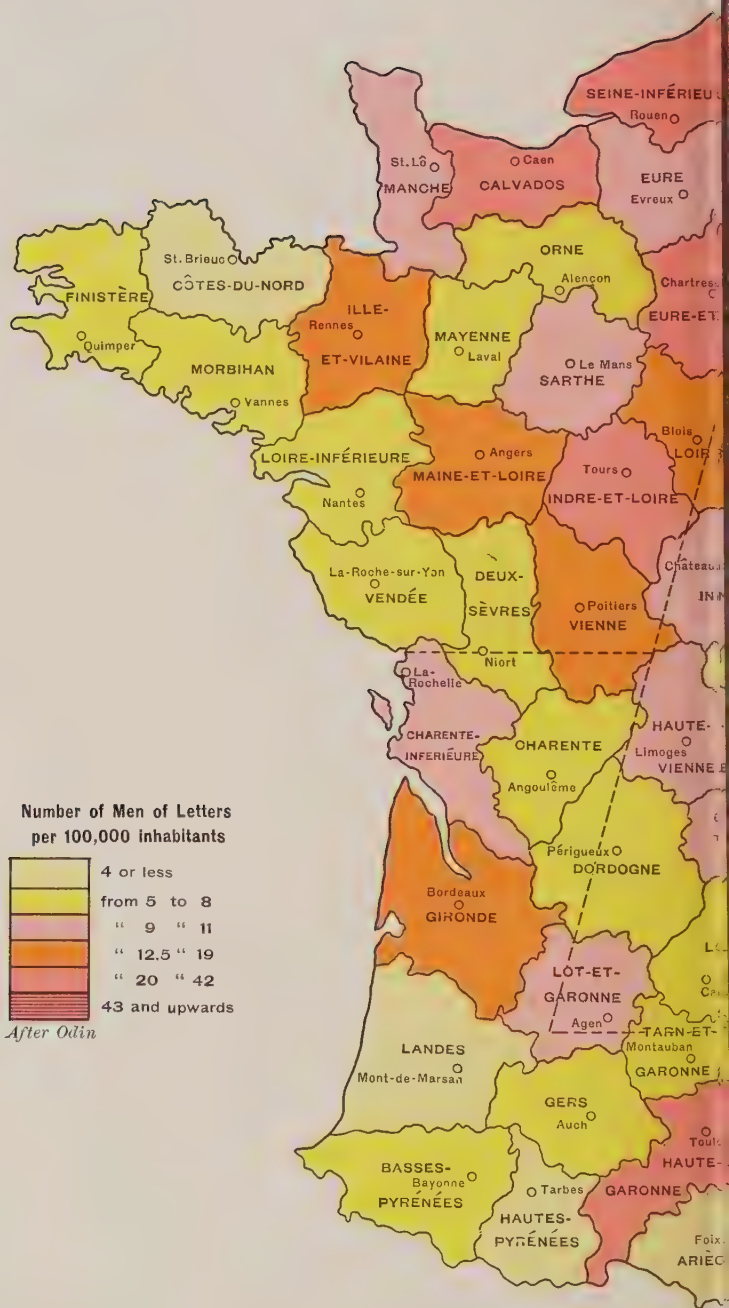 SEINE-INFÉRIEU
Rouen
St. Lô
MANCHE
Caen
CALVADOS
EURE
Evreux
St. Brieuc
CÔTES-DU-NORD
FINISTÈRE
Quimper
MORBIHAN
Vannes
ILLE-
Rennes
ET-VILAINE
ORNE
Alençon
MAYENNE
Laval
Le Mans
SARTHE
Chartres
EURE-ET
LOIRE-INFÉRIEURE
Nantes
Angers
MAINE-ET-LOIRE
Tours
INDRE-ET-LOIRE
Blois
LOIR
La-Roche-sur-Yon
VENDÉE
DEUX-
SÈVRES
Niort
Poitiers
VIENNE
Château
La-
Rochelle
CHARENTE-
INFERIÉURE
CHARENTE
Angoulême
HAUTE-
Limoges
VIENNE
Périgueux
DORDOGNE
Number of Men of Letters
per 100,000 inhabitants
4 or less
from 5 to 8
" 9 " 11
" 12.5 " 19
" 20 " 42
43 and upwards
After Odin
Bordeaux
GIRONDE
LOT-ET-
GARONNE
Agen
TARN-ET-
Montauban
GARONNE
LANDES
Mont-de-Marsan
GERS
Auch
Toul
HAUTE-
GARONNE
BASSES-
Bayonne
PYRÉNÉES
Tarbes
HAUTES-
PYRÉNÉES
Foix
ARIÈG